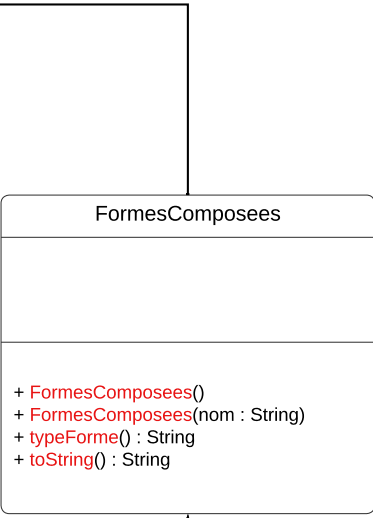 FormesComposees
+ FormesComposees()
+ FormesComposees(nom : String)
+ typeForme() : String
+ toString() : String